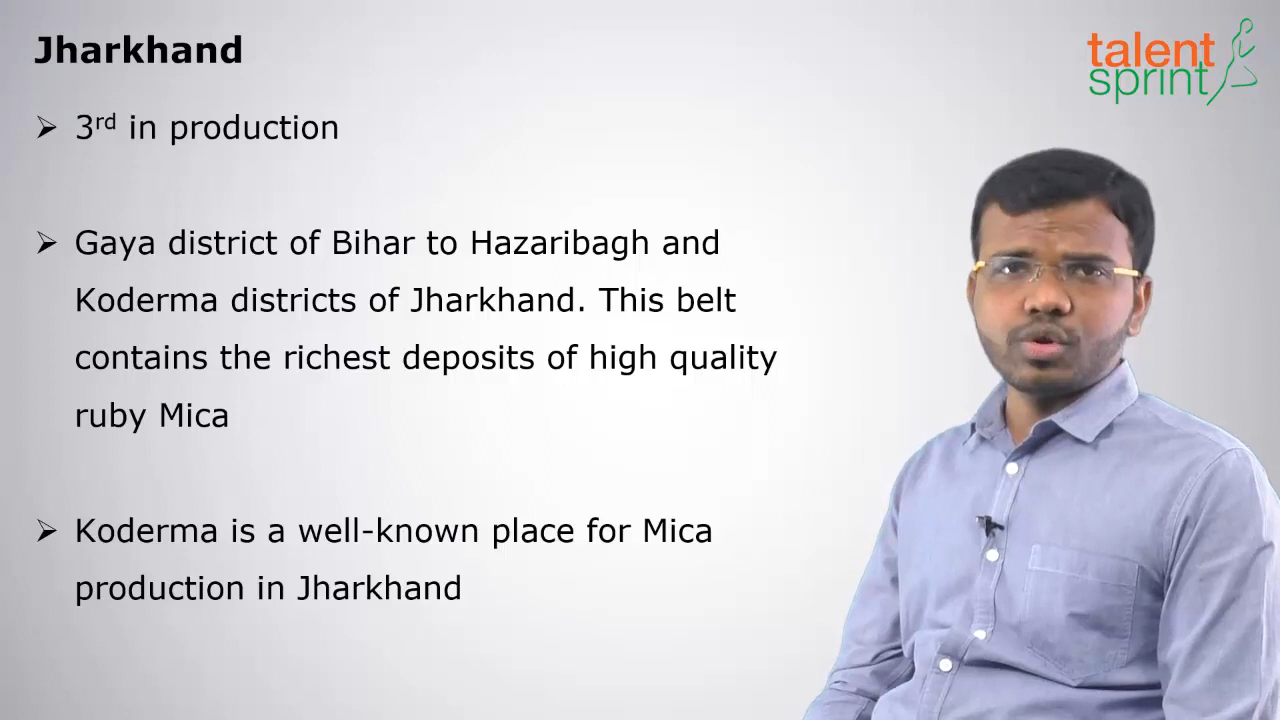 Jharkhand
talent
sprint
➢ 3rd in production
➢ Gaya district of Bihar to Hazaribagh and
Koderma districts of Jharkhand. This belt
contains the richest deposits of high quality
ruby Mica
➢ Koderma is a well-known place for Mica
production in Jharkhand